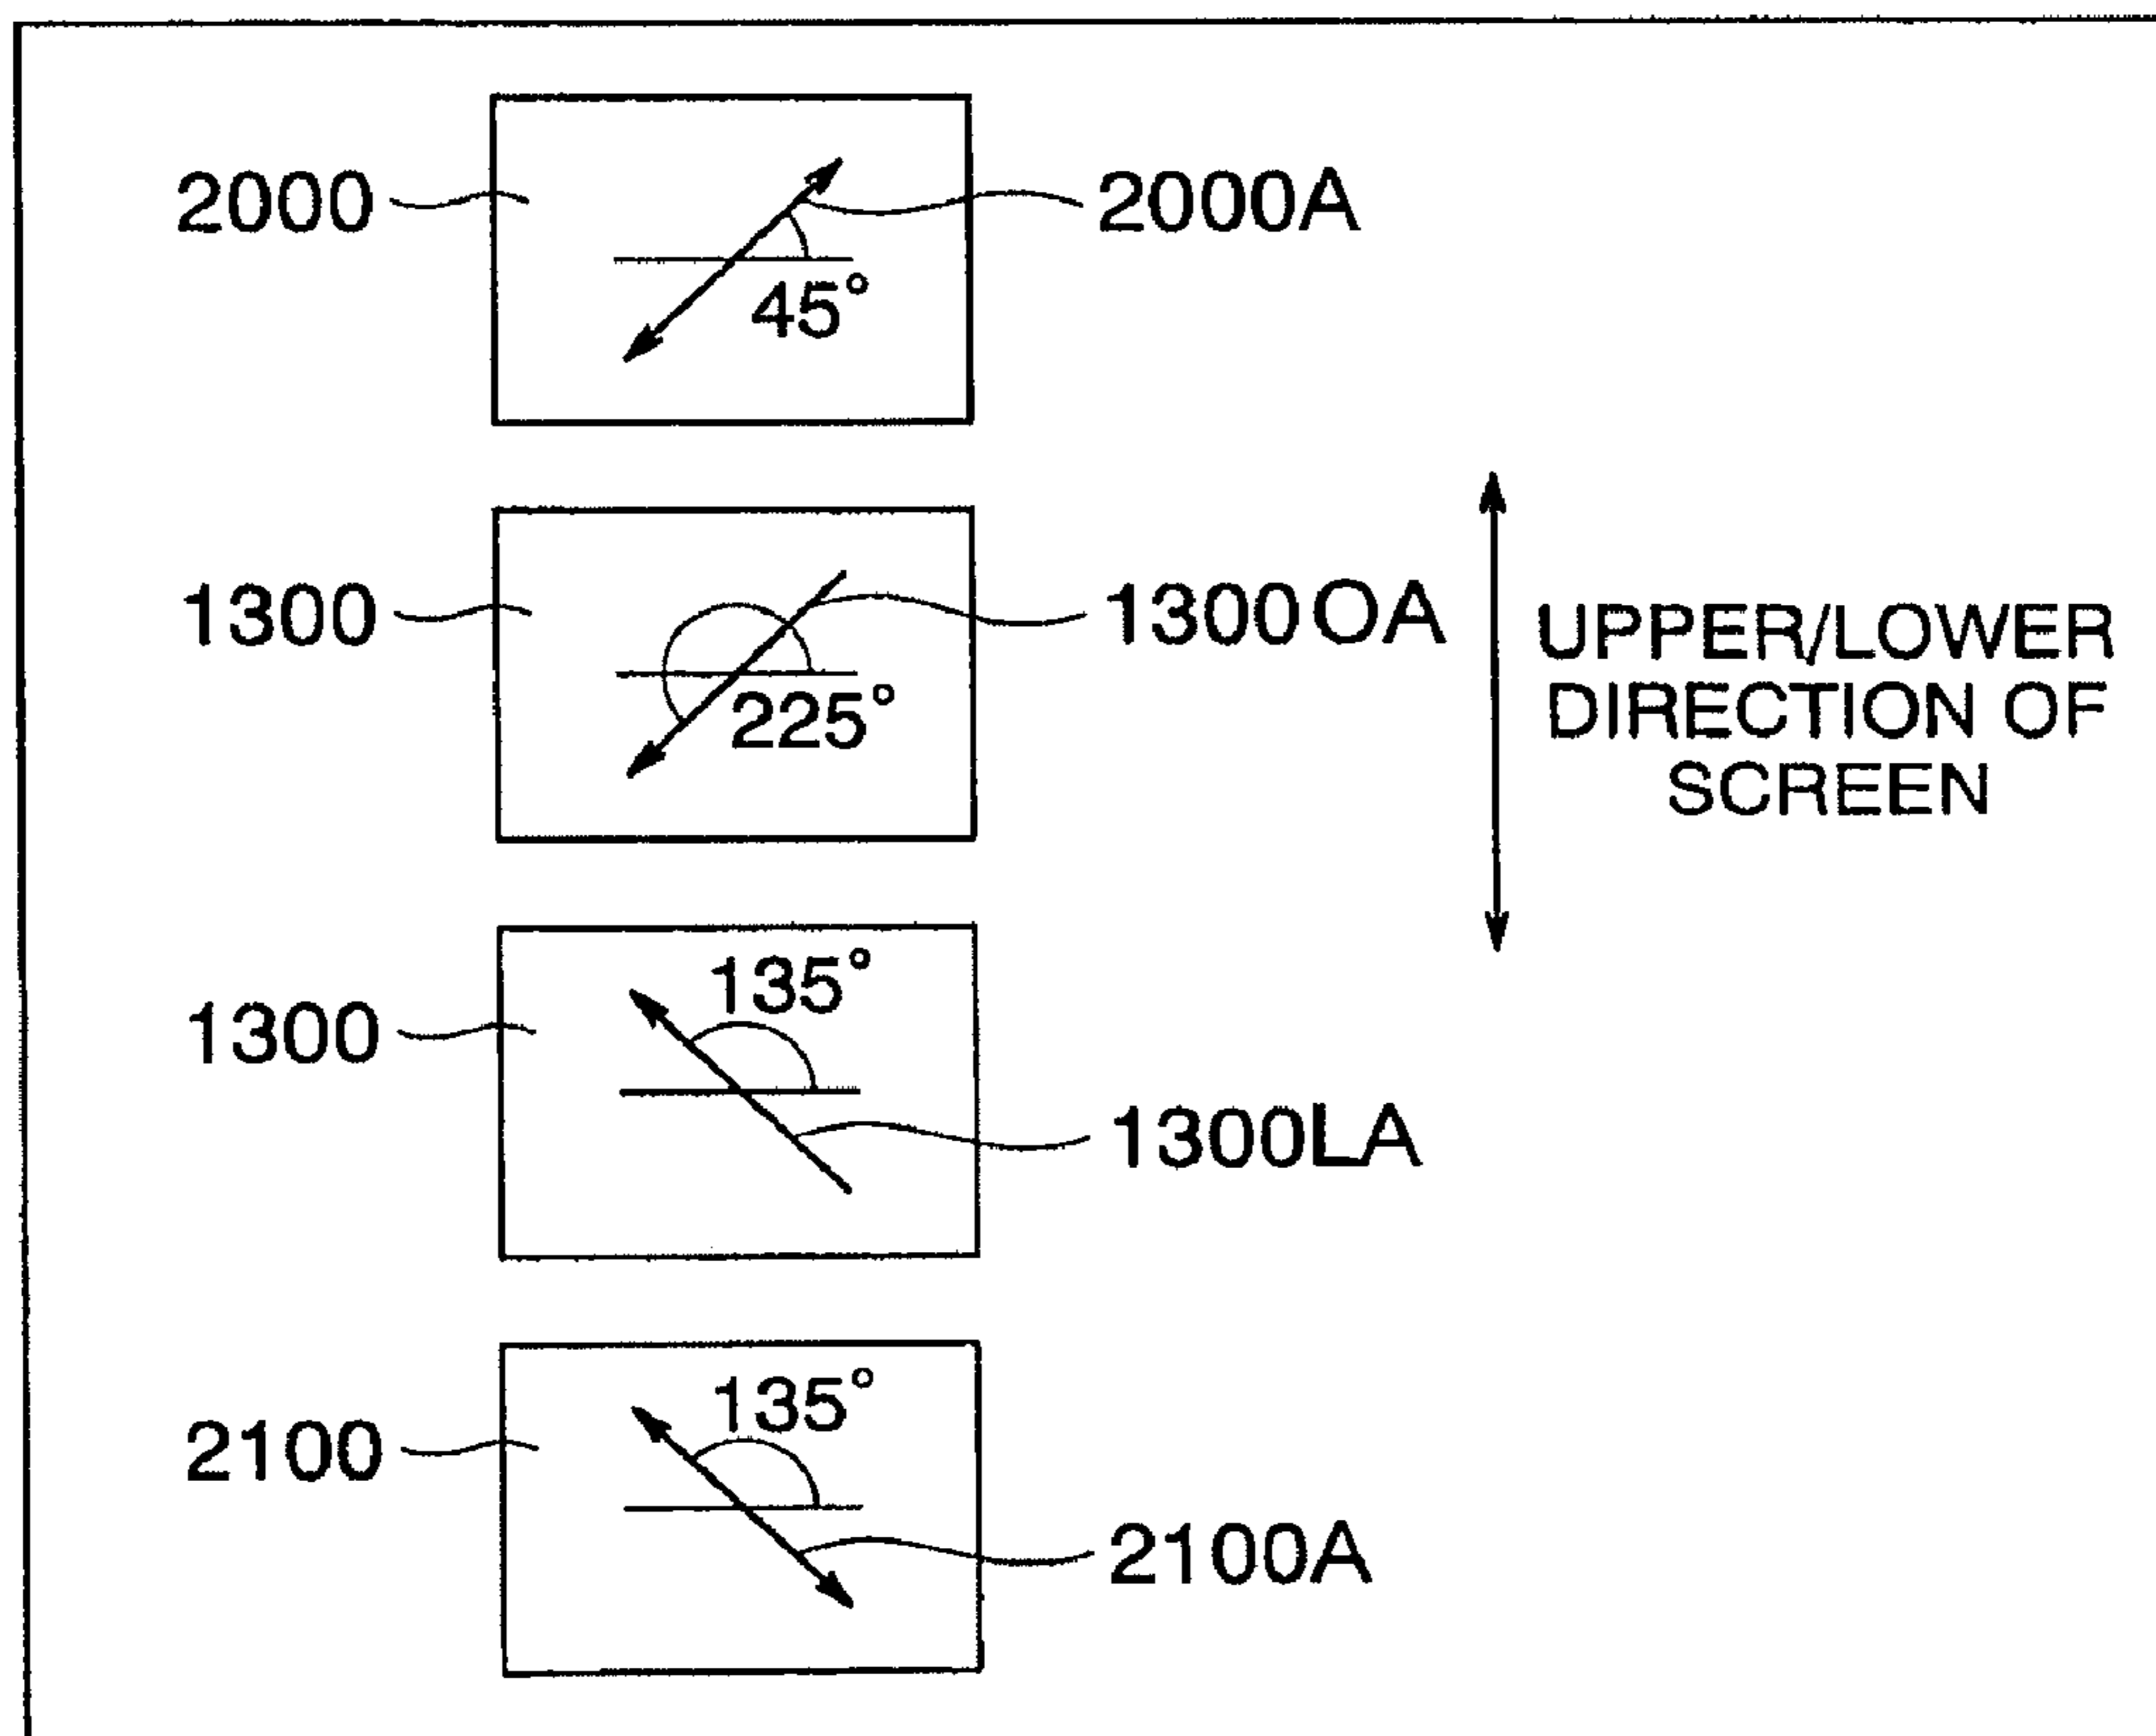 2000
2000A
45°
1300
1300OA
225°
UPPER/LOWER
DIRECTION OF
SCREEN
1300
135°
1300LA
2100
135°
2100A